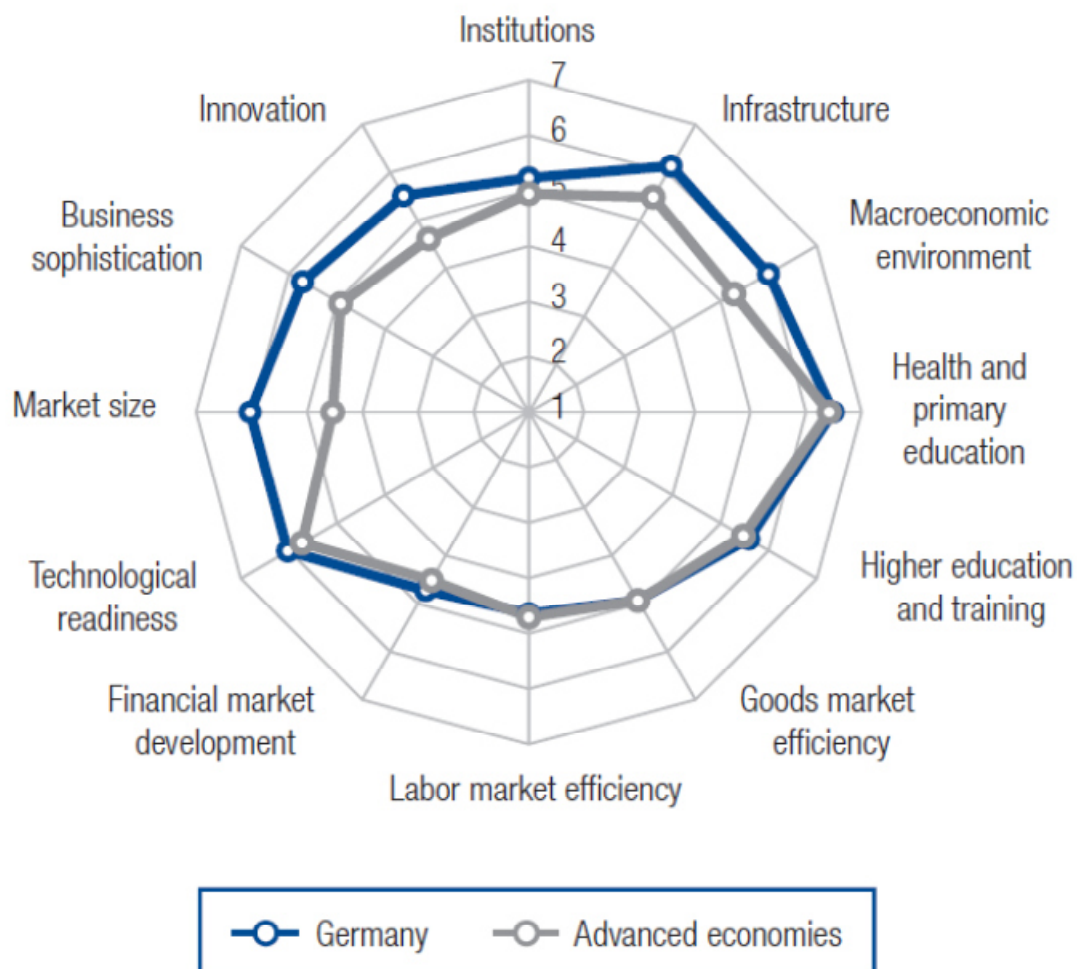 Institutions
7
6
5
4
3
2
1
Infrastructure
Macroeconomic
environment
Health and
primary
education
Higher education
and training
Goods market
efficiency
Labor market efficiency
Financial market
development
Technological
readiness
Market size
Business
sophistication
Innovation
Germany
Advanced economies